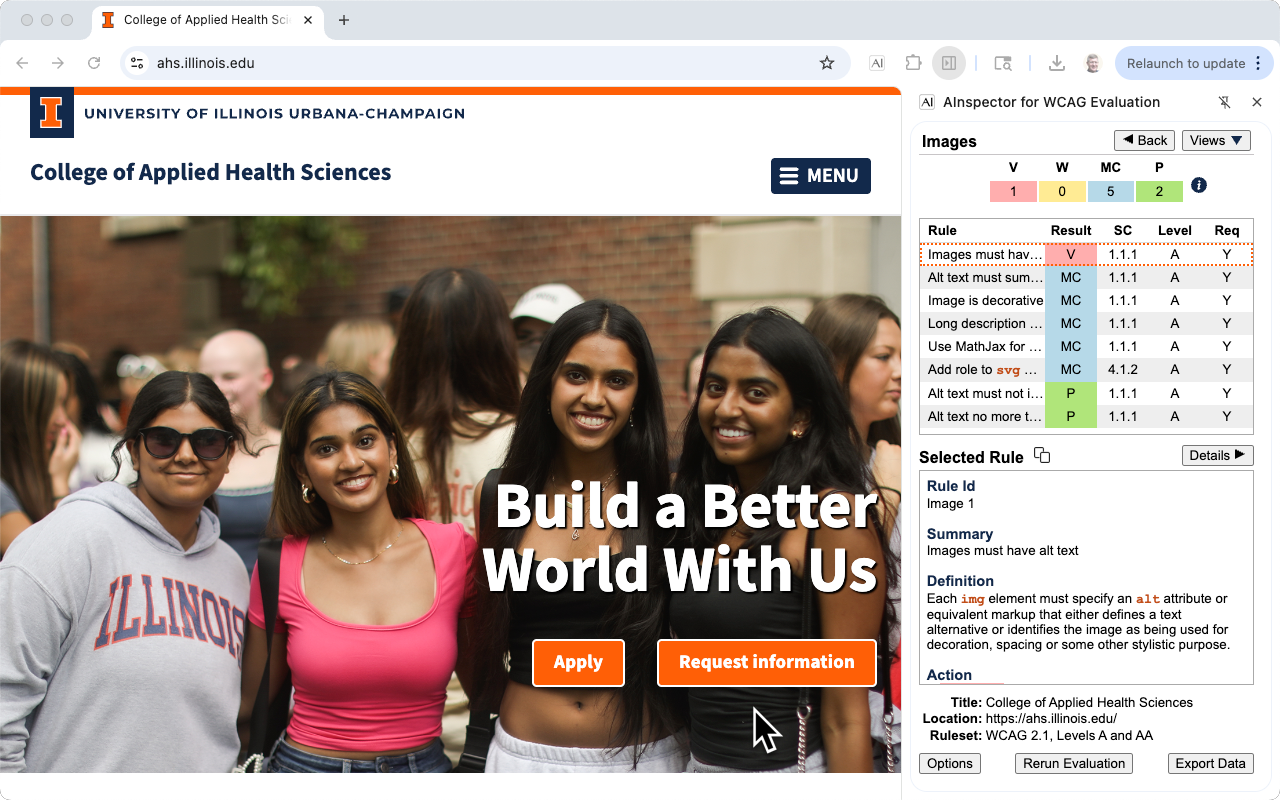 College of Applied Health Sci
ahs.illinois.edu
AI
Relaunch to update
I
UNIVERSITY OF ILLINOIS URBANA-CHAMPAIGN
College of Applied Health Sciences
MENU
ILLINOIS
Build a Better
World With Us
Apply
Request information
AI AInspector for WCAG Evaluation
Images
Back
Views
V W MC P
1 0 5 2
i
Rule Result SC Level Req
Images must hav... V 1.1.1 A Y
Alt text must sum... MC 1.1.1 A Y
Image is decorative MC 1.1.1 A Y
Long description ... MC 1.1.1 A Y
Use MathJax for ... MC 1.1.1 A Y
Add role to svg ... MC 4.1.2 A Y
Alt text must not i... P 1.1.1 A Y
Alt text no more t... P 1.1.1 A Y
Selected Rule
Details
Rule Id
Image 1
Summary
Images must have alt text
Definition
Each img element must specify an alt attribute or
equivalent markup that either defines a text
alternative or identifies the image as being used for
decoration, spacing or some other stylistic purpose.
Action
Title: College of Applied Health Sciences
Location: https://ahs.illinois.edu/
Ruleset: WCAG 2.1, Levels A and AA
Options
Rerun Evaluation
Export Data